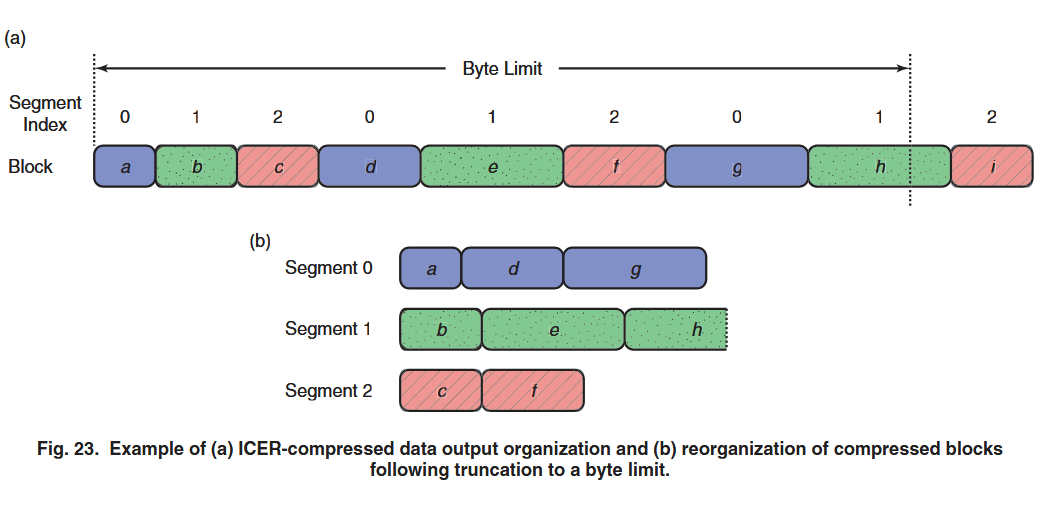 (a)
Byte Limit
Segment Index 0 1 2 0 1 2 0 1 2
Block a b c d e f g h i
(b)
Segment 0 a d g
Segment 1 b e h
Segment 2 c f
Fig. 23. Example of (a) ICER-compressed data output organization and (b) reorganization of compressed blocks
following truncation to a byte limit.